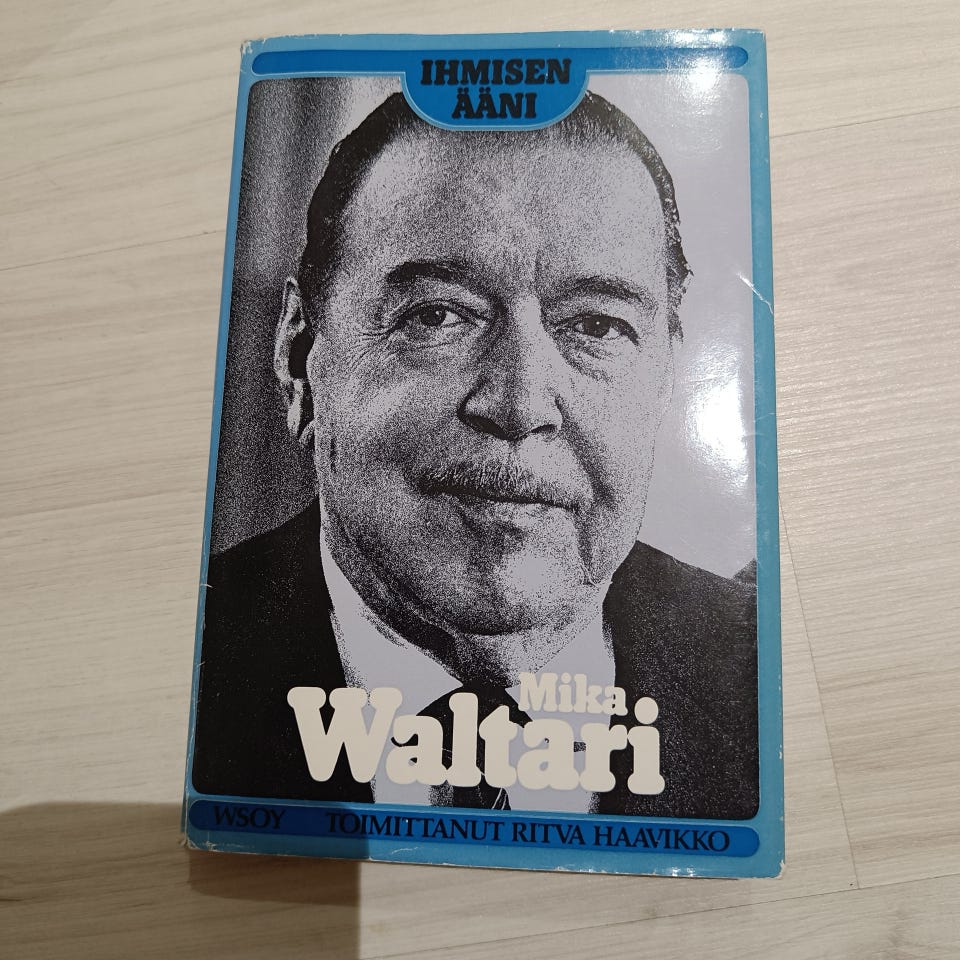 IHMISEN
ÄÄNI
Mika
Waltari
WSOY TOIMITTANUT RITVA HAAVIKKO